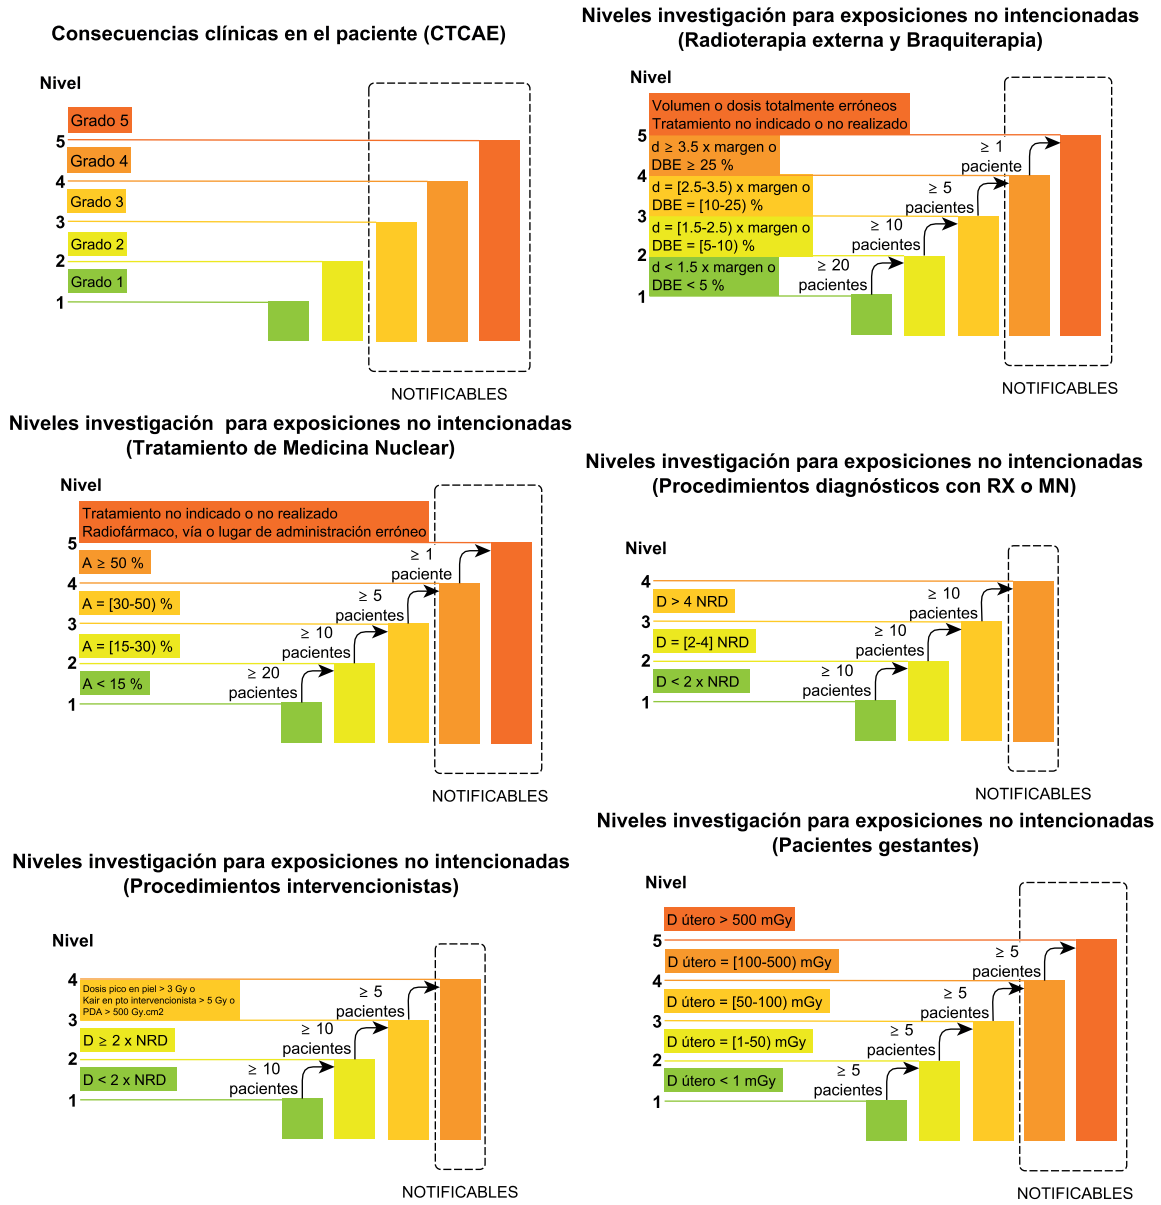 Consecuencias clínicas en el paciente (CTCAE)
Nivel
Grado 5
5
Grado 4
4
Grado 3
3
Grado 2
2
Grado 1
1
NOTIFICABLES
Niveles investigación para exposiciones no intencionadas
(Radioterapia externa y Braquiterapia)
Nivel
Volumen o dosis totalmente erróneos
Tratamiento no indicado o no realizado
5
d ≥ 3.5 x margen o
DBE ≥ 25 %
≥ 1
paciente
4
d = [2.5-3.5) x margen o
DBE = [10-25) %
≥ 5
pacientes
3
d = [1.5-2.5) x margen o
DBE = [5-10) %
≥ 10
pacientes
2
d < 1.5 x margen o
DBE < 5 %
≥ 20
pacientes
1
NOTIFICABLES
Niveles investigación para exposiciones no intencionadas
(Tratamiento de Medicina Nuclear)
Nivel
Tratamiento no indicado o no realizado
Radiofármaco, vía o lugar de administración erróneo
5
A ≥ 50 %
≥ 1
paciente
4
A = [30-50) %
≥ 5
pacientes
3
A = [15-30) %
≥ 10
pacientes
2
A < 15 %
≥ 20
pacientes
1
NOTIFICABLES
Niveles investigación para exposiciones no intencionadas
(Procedimientos diagnósticos con RX o MN)
Nivel
4
D > 4 NRD
≥ 10
pacientes
3
D = [2-4] NRD
≥ 10
pacientes
2
D < 2 x NRD
≥ 10
pacientes
1
NOTIFICABLES
Niveles investigación para exposiciones no intencionadas
(Procedimientos intervencionistas)
Nivel
4
Dosis pico en piel > 3 Gy o
Kair en pto intervencionista > 5 Gy o
PDA > 500 Gy.cm2
≥ 5
pacientes
3
D ≥ 2 x NRD
≥ 10
pacientes
2
D < 2 x NRD
≥ 10
pacientes
1
NOTIFICABLES
Niveles investigación para exposiciones no intencionadas
(Pacientes gestantes)
Nivel
D útero > 500 mGy
5
D útero = [100-500) mGy
≥ 5
pacientes
4
D útero = [50-100) mGy
≥ 5
pacientes
3
D útero = [1-50) mGy
≥ 5
pacientes
2
D útero < 1 mGy
≥ 5
pacientes
1
NOTIFICABLES